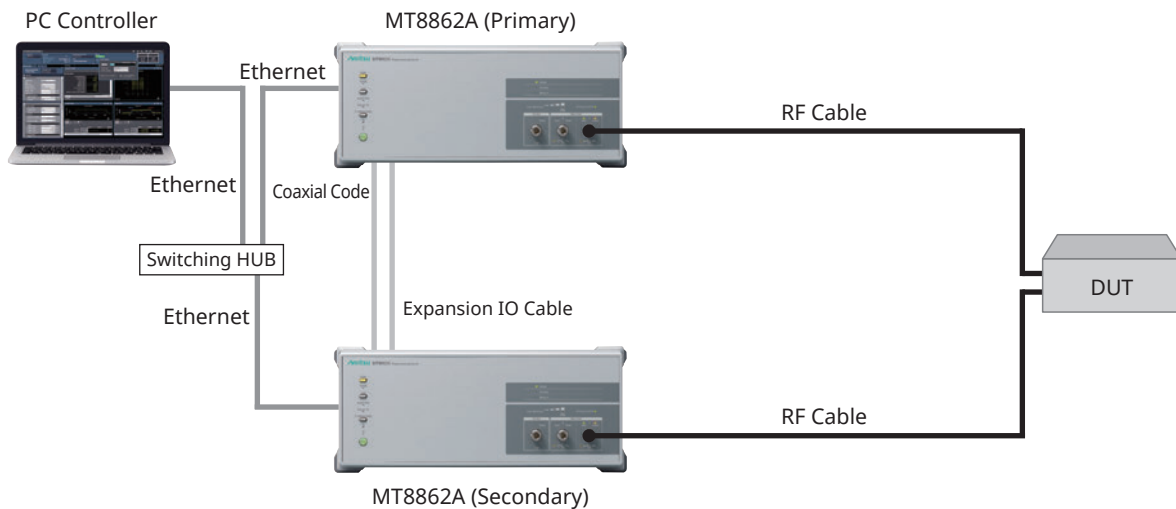 PC Controller
MT8862A (Primary)
Ethernet
RF Cable
Ethernet
Coaxial Code
Switching HUB
DUT
Expansion IO Cable
Ethernet
RF Cable
MT8862A (Secondary)